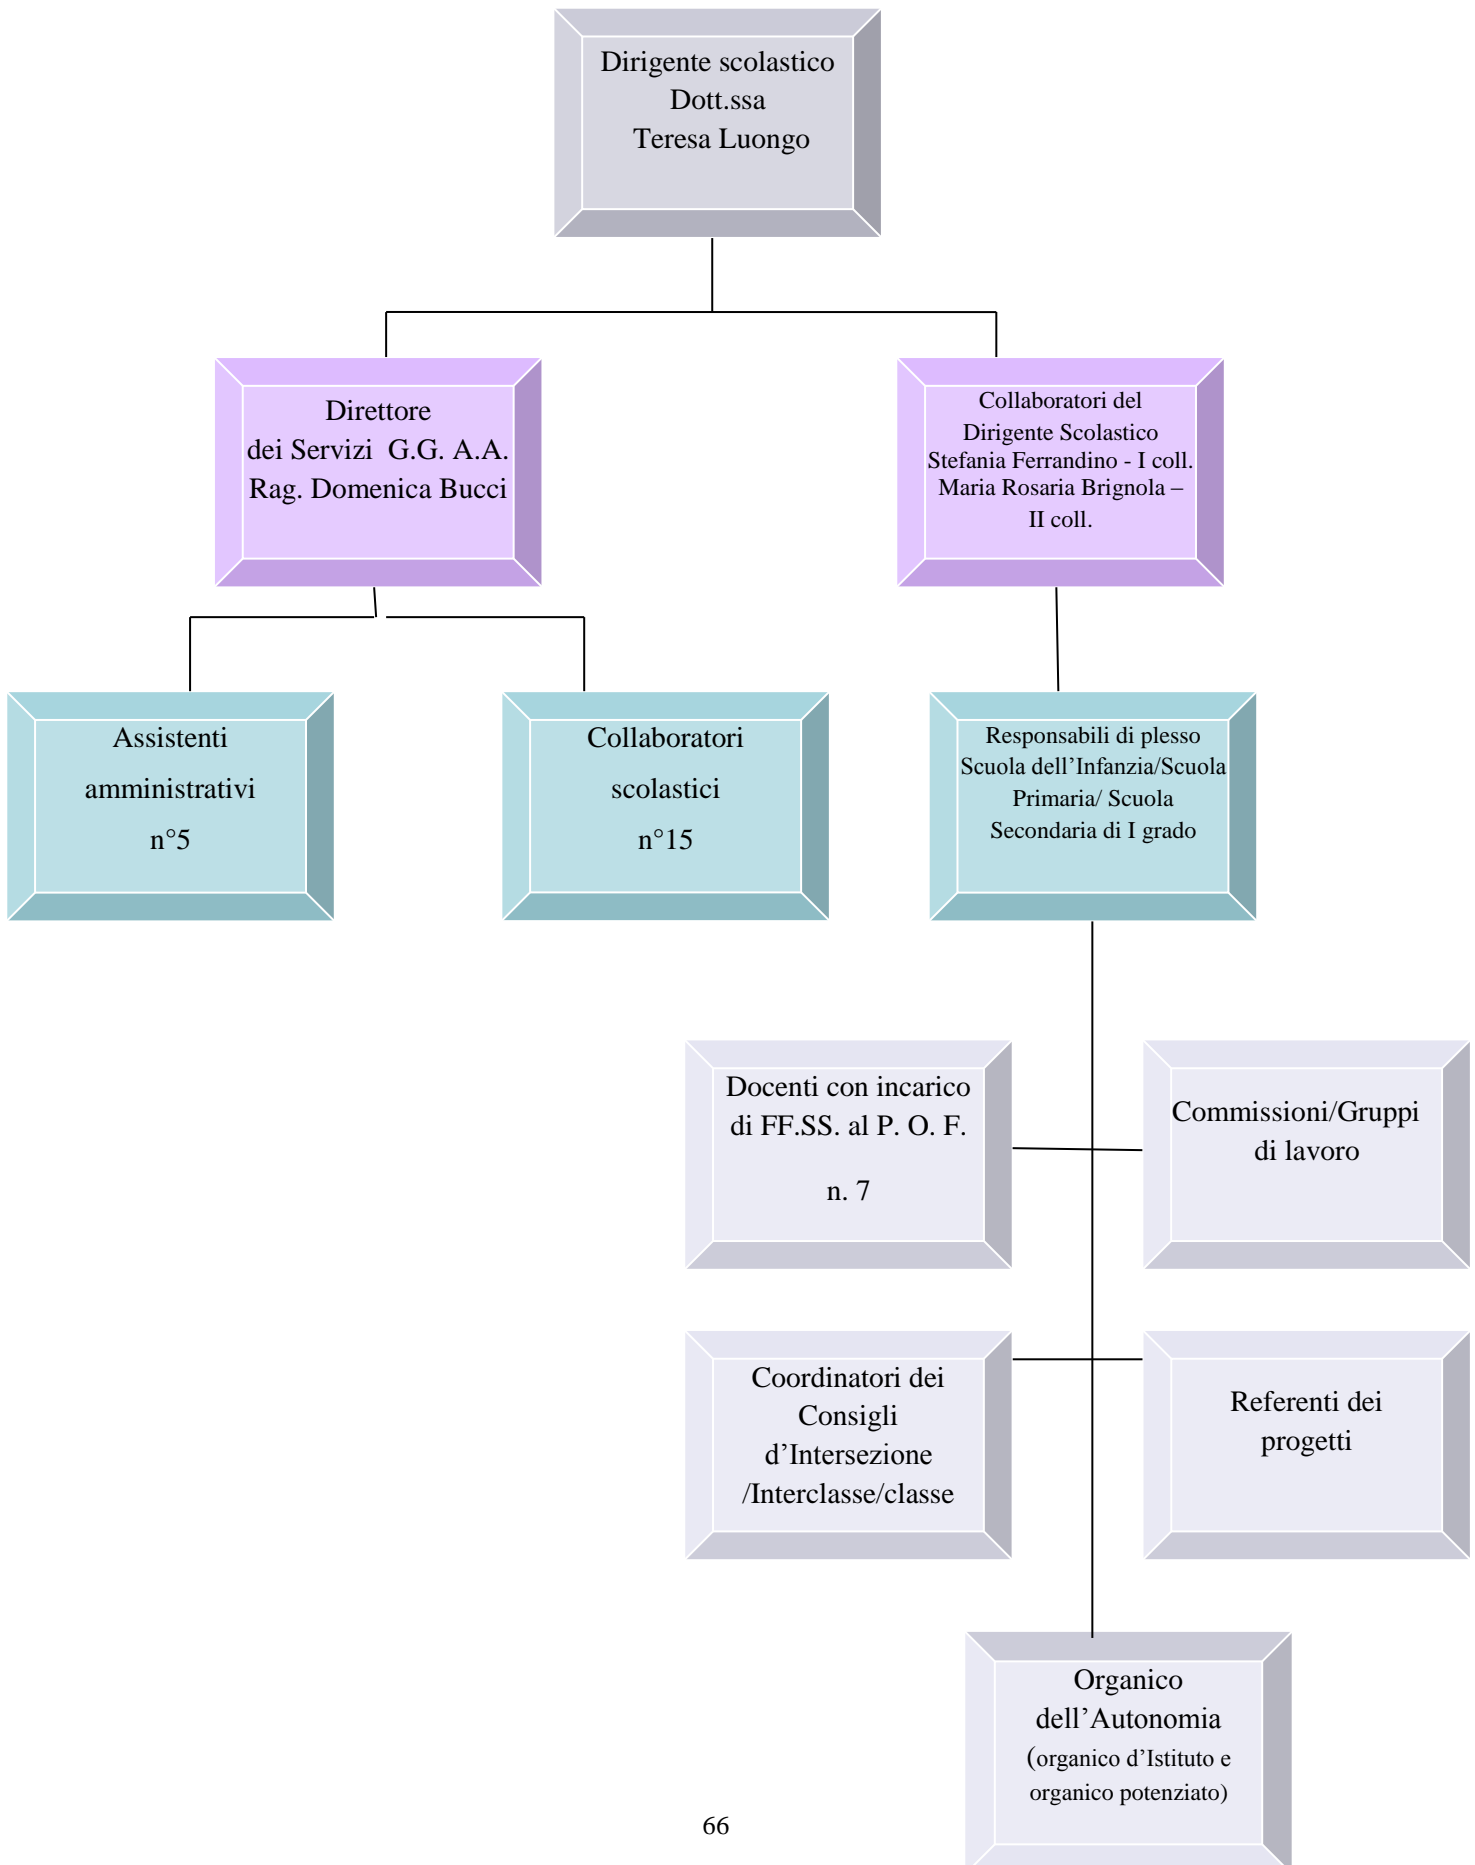 Dirigente scolastico
Dott.ssa
Teresa Luongo
Direttore
dei Servizi  G.G. A.A.
Rag. Domenica Bucci
Collaboratori del
Dirigente Scolastico
Stefania Ferrandino - I coll.
Maria Rosaria Brignola –
II coll.
Assistenti
amministrativi
n°5
Collaboratori
scolastici
n°15
Responsabili di plesso
Scuola dell’Infanzia/Scuola
Primaria/ Scuola
Secondaria di I grado
Docenti con incarico
di FF.SS. al P. O. F.
n. 7
Commissioni/Gruppi
di lavoro
Coordinatori dei
Consigli
d’Intersezione
/Interclasse/classe
Referenti dei
progetti
Organico
dell’Autonomia
(organico d’Istituto e
organico potenziato)
66